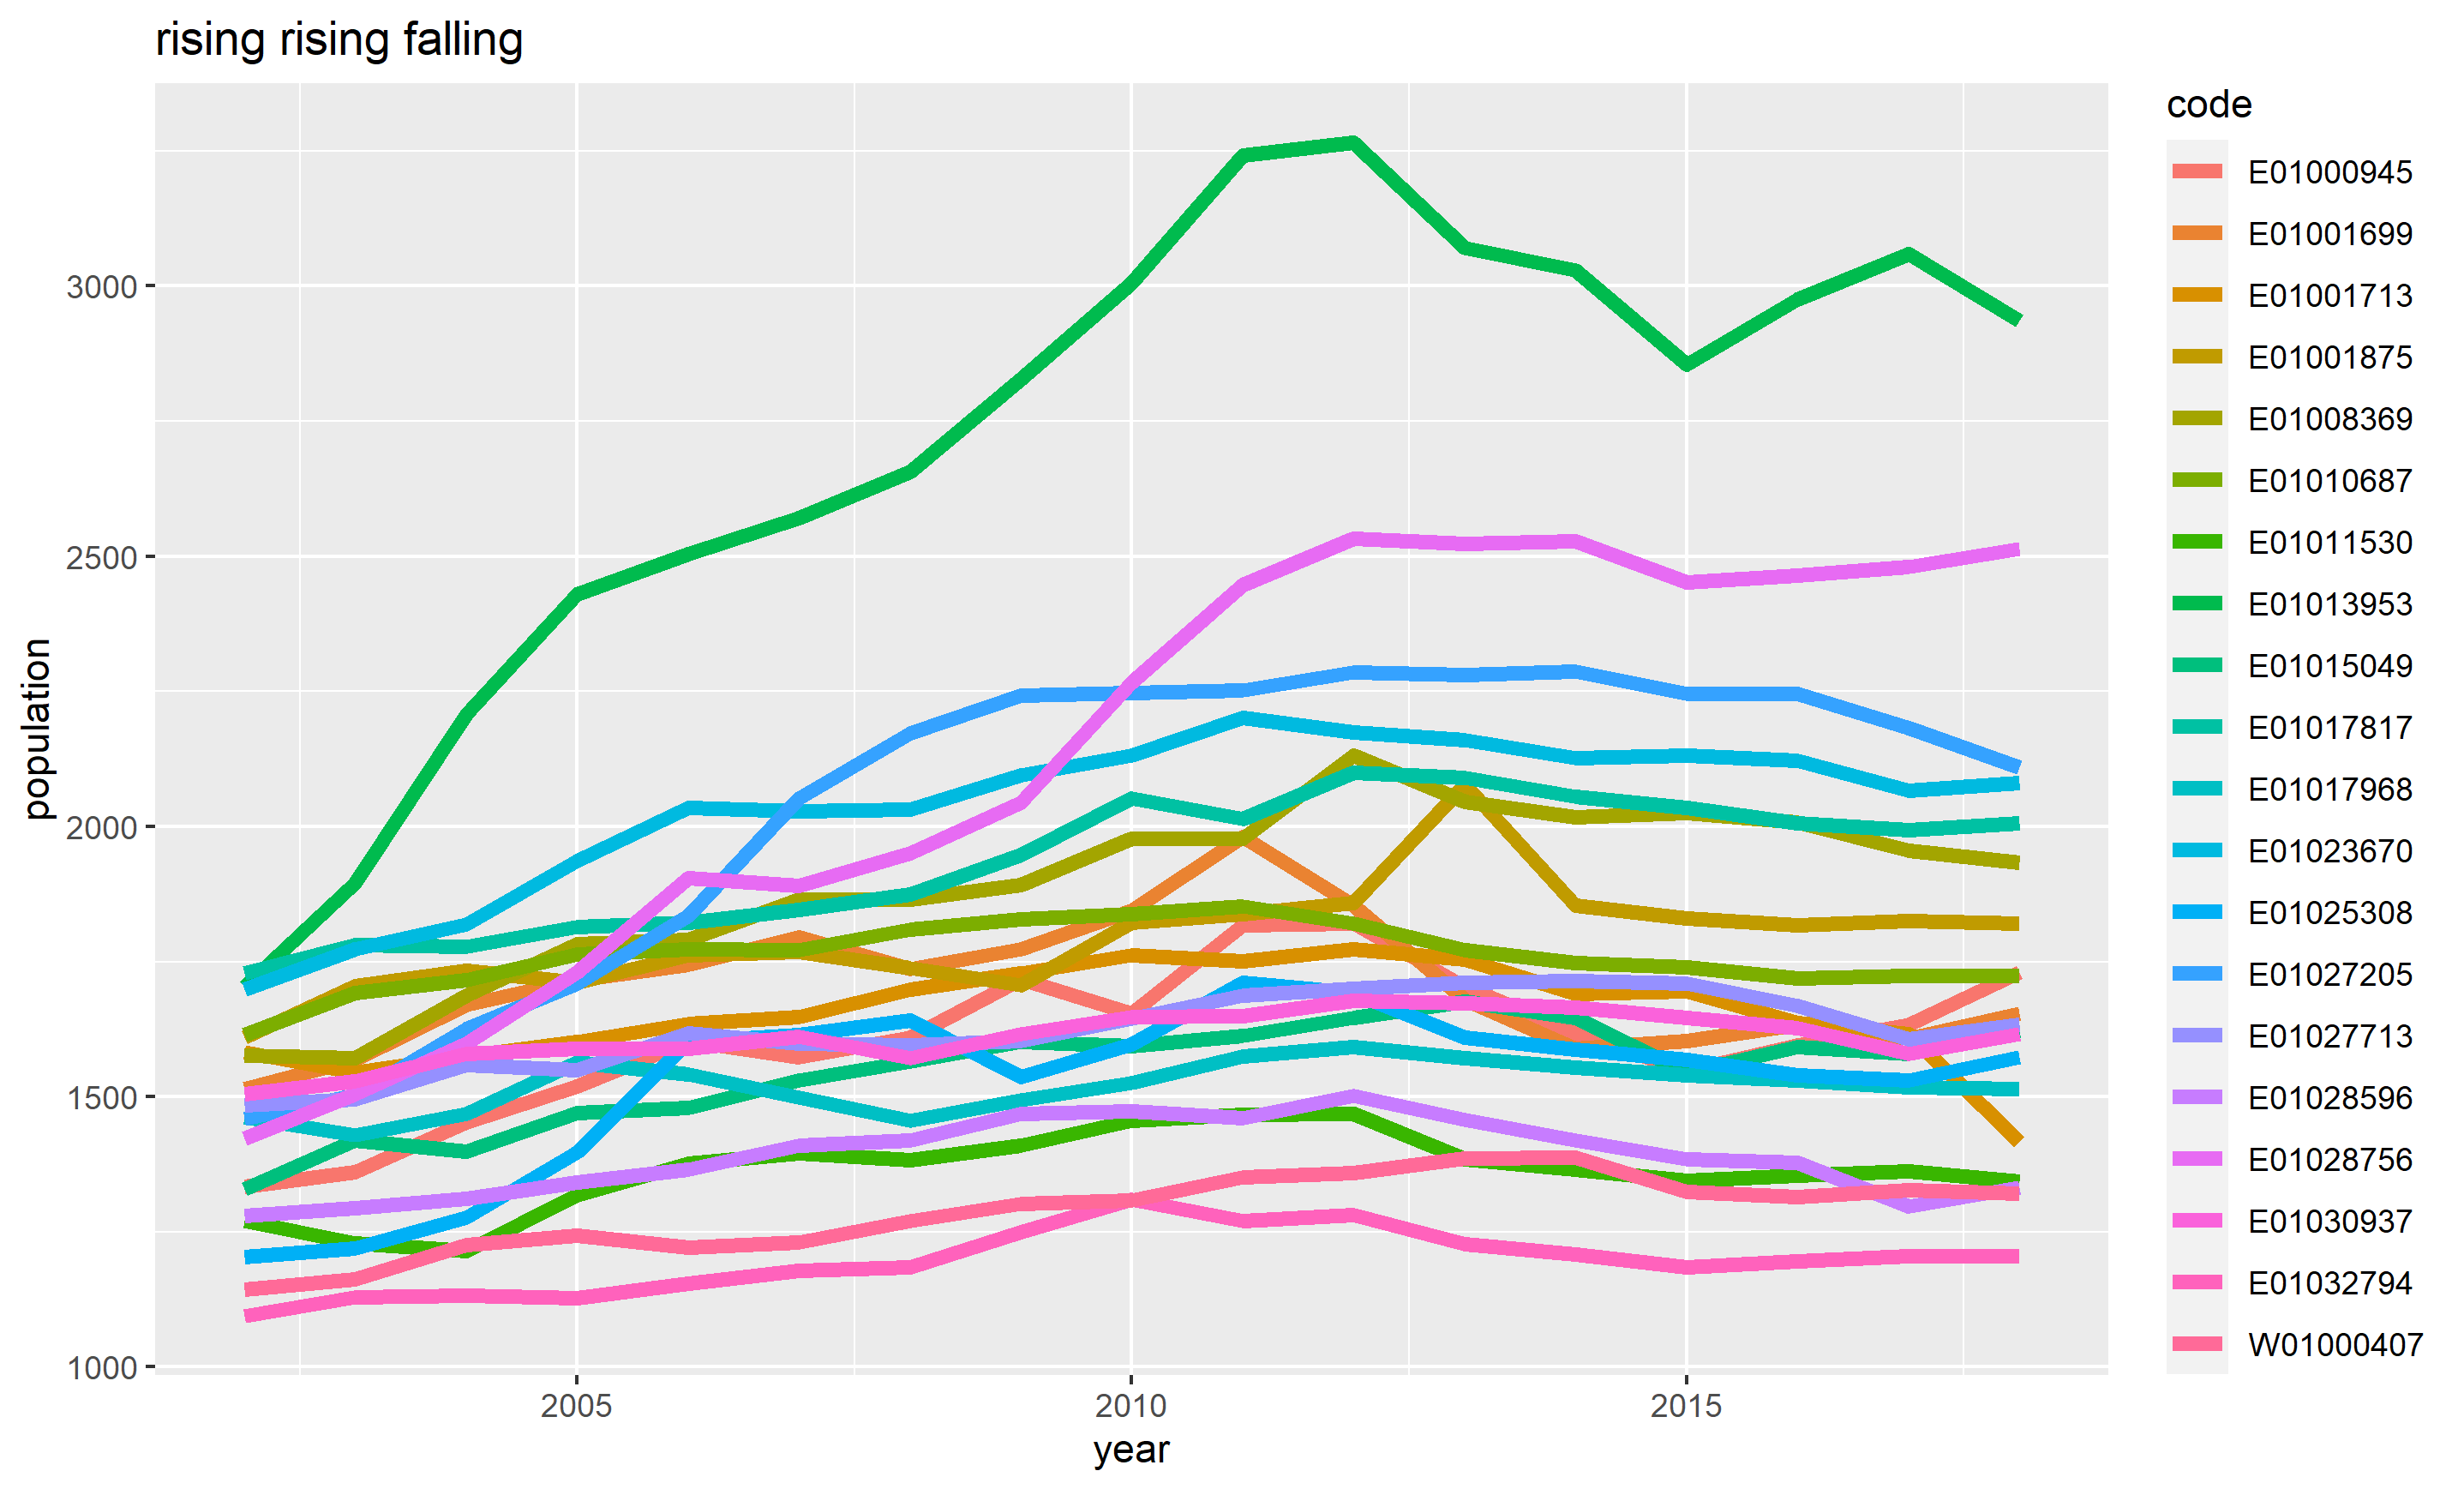 rising rising falling
population
3000
2500
2000
1500
1000
2005
2010
2015
year
code
E01000945
E01001699
E01001713
E01001875
E01008369
E01010687
E01011530
E01013953
E01015049
E01017817
E01017968
E01023670
E01025308
E01027205
E01027713
E01028596
E01028756
E01030937
E01032794
W01000407